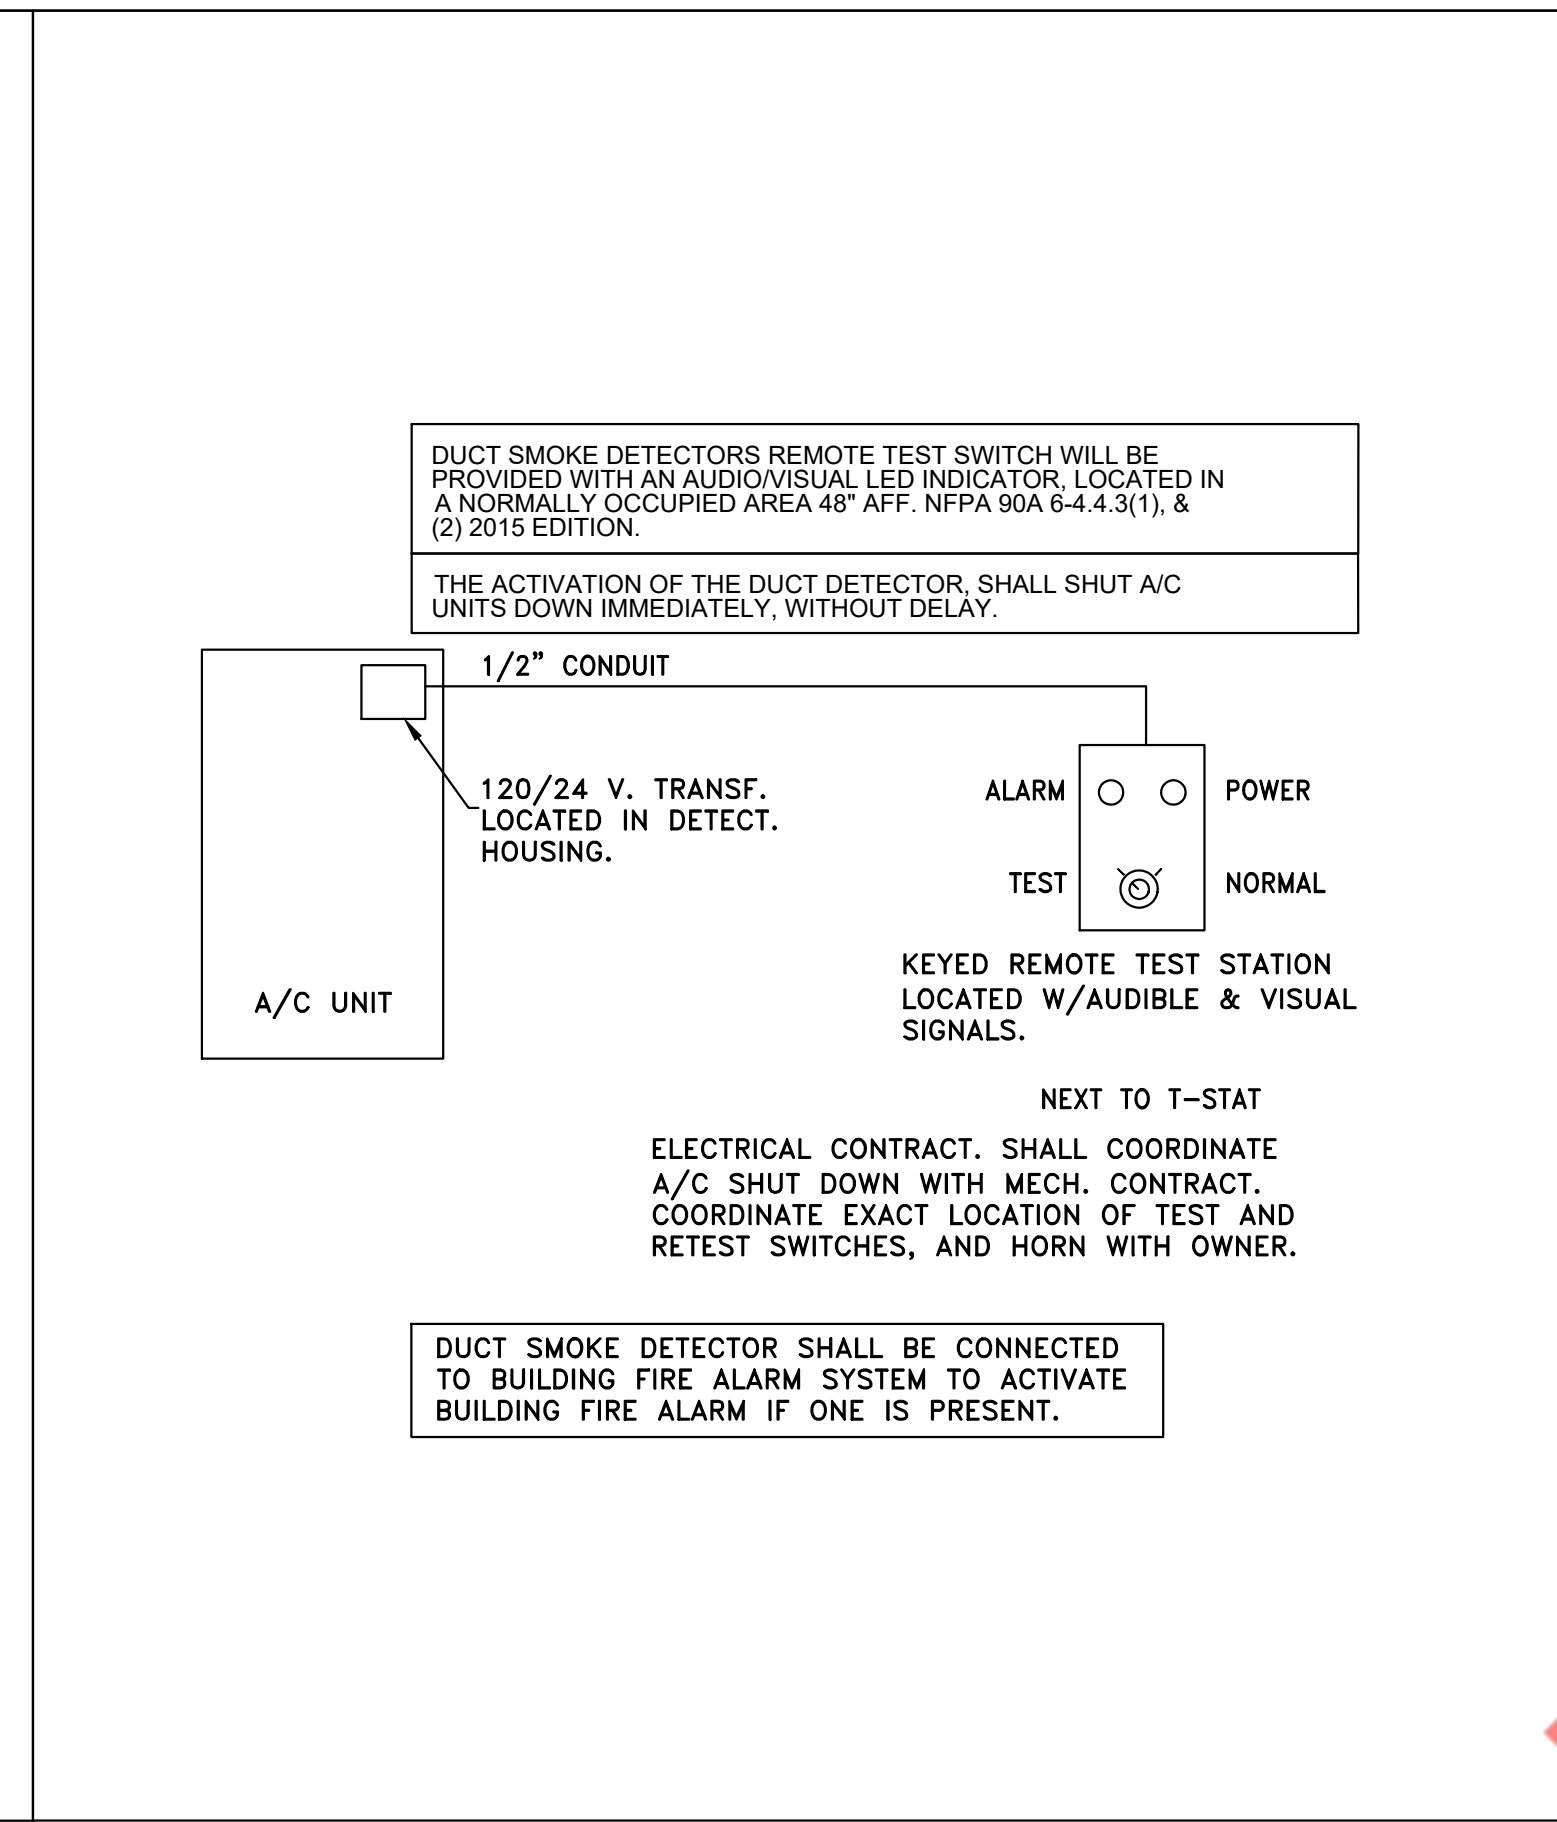 DUCT SMOKE DETECTORS REMOTE TEST SWITCH WILL BE
PROVIDED WITH AN AUDIO/VISUAL LED INDICATOR, LOCATED IN
A NORMALLY OCCUPIED AREA 48" AFF. NFPA 90A 6-4.4.3(1), &
(2) 2015 EDITION.
THE ACTIVATION OF THE DUCT DETECTOR, SHALL SHUT A/C
UNITS DOWN IMMEDIATELY, WITHOUT DELAY.
1/2” CONDUIT
120/24 V. TRANSF.
LOCATED IN DETECT.
HOUSING.
A/C UNIT
ALARM
POWER
TEST
NORMAL
KEYED REMOTE TEST STATION
LOCATED W/AUDIBLE & VISUAL
SIGNALS.
NEXT TO T-STAT
ELECTRICAL CONTRACT. SHALL COORDINATE
A/C SHUT DOWN WITH MECH. CONTRACT.
COORDINATE EXACT LOCATION OF TEST AND
RETEST SWITCHES, AND HORN WITH OWNER.
DUCT SMOKE DETECTOR SHALL BE CONNECTED
TO BUILDING FIRE ALARM SYSTEM TO ACTIVATE
BUILDING FIRE ALARM IF ONE IS PRESENT.